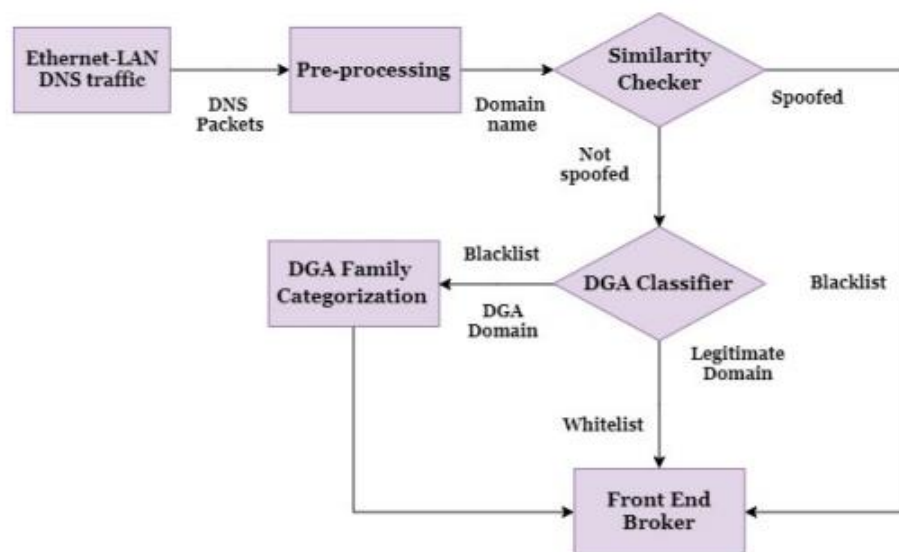 Ethernet-LAN
DNS traffic
DNS
Packets
Pre-processing
Domain
name
Similarity
Checker
Spoofed
Not
spoofed
DGA Family
Categorization
Blacklist
DGA
Domain
DGA Classifier
Blacklist
Legitimate
Domain
Whitelist
Front End
Broker